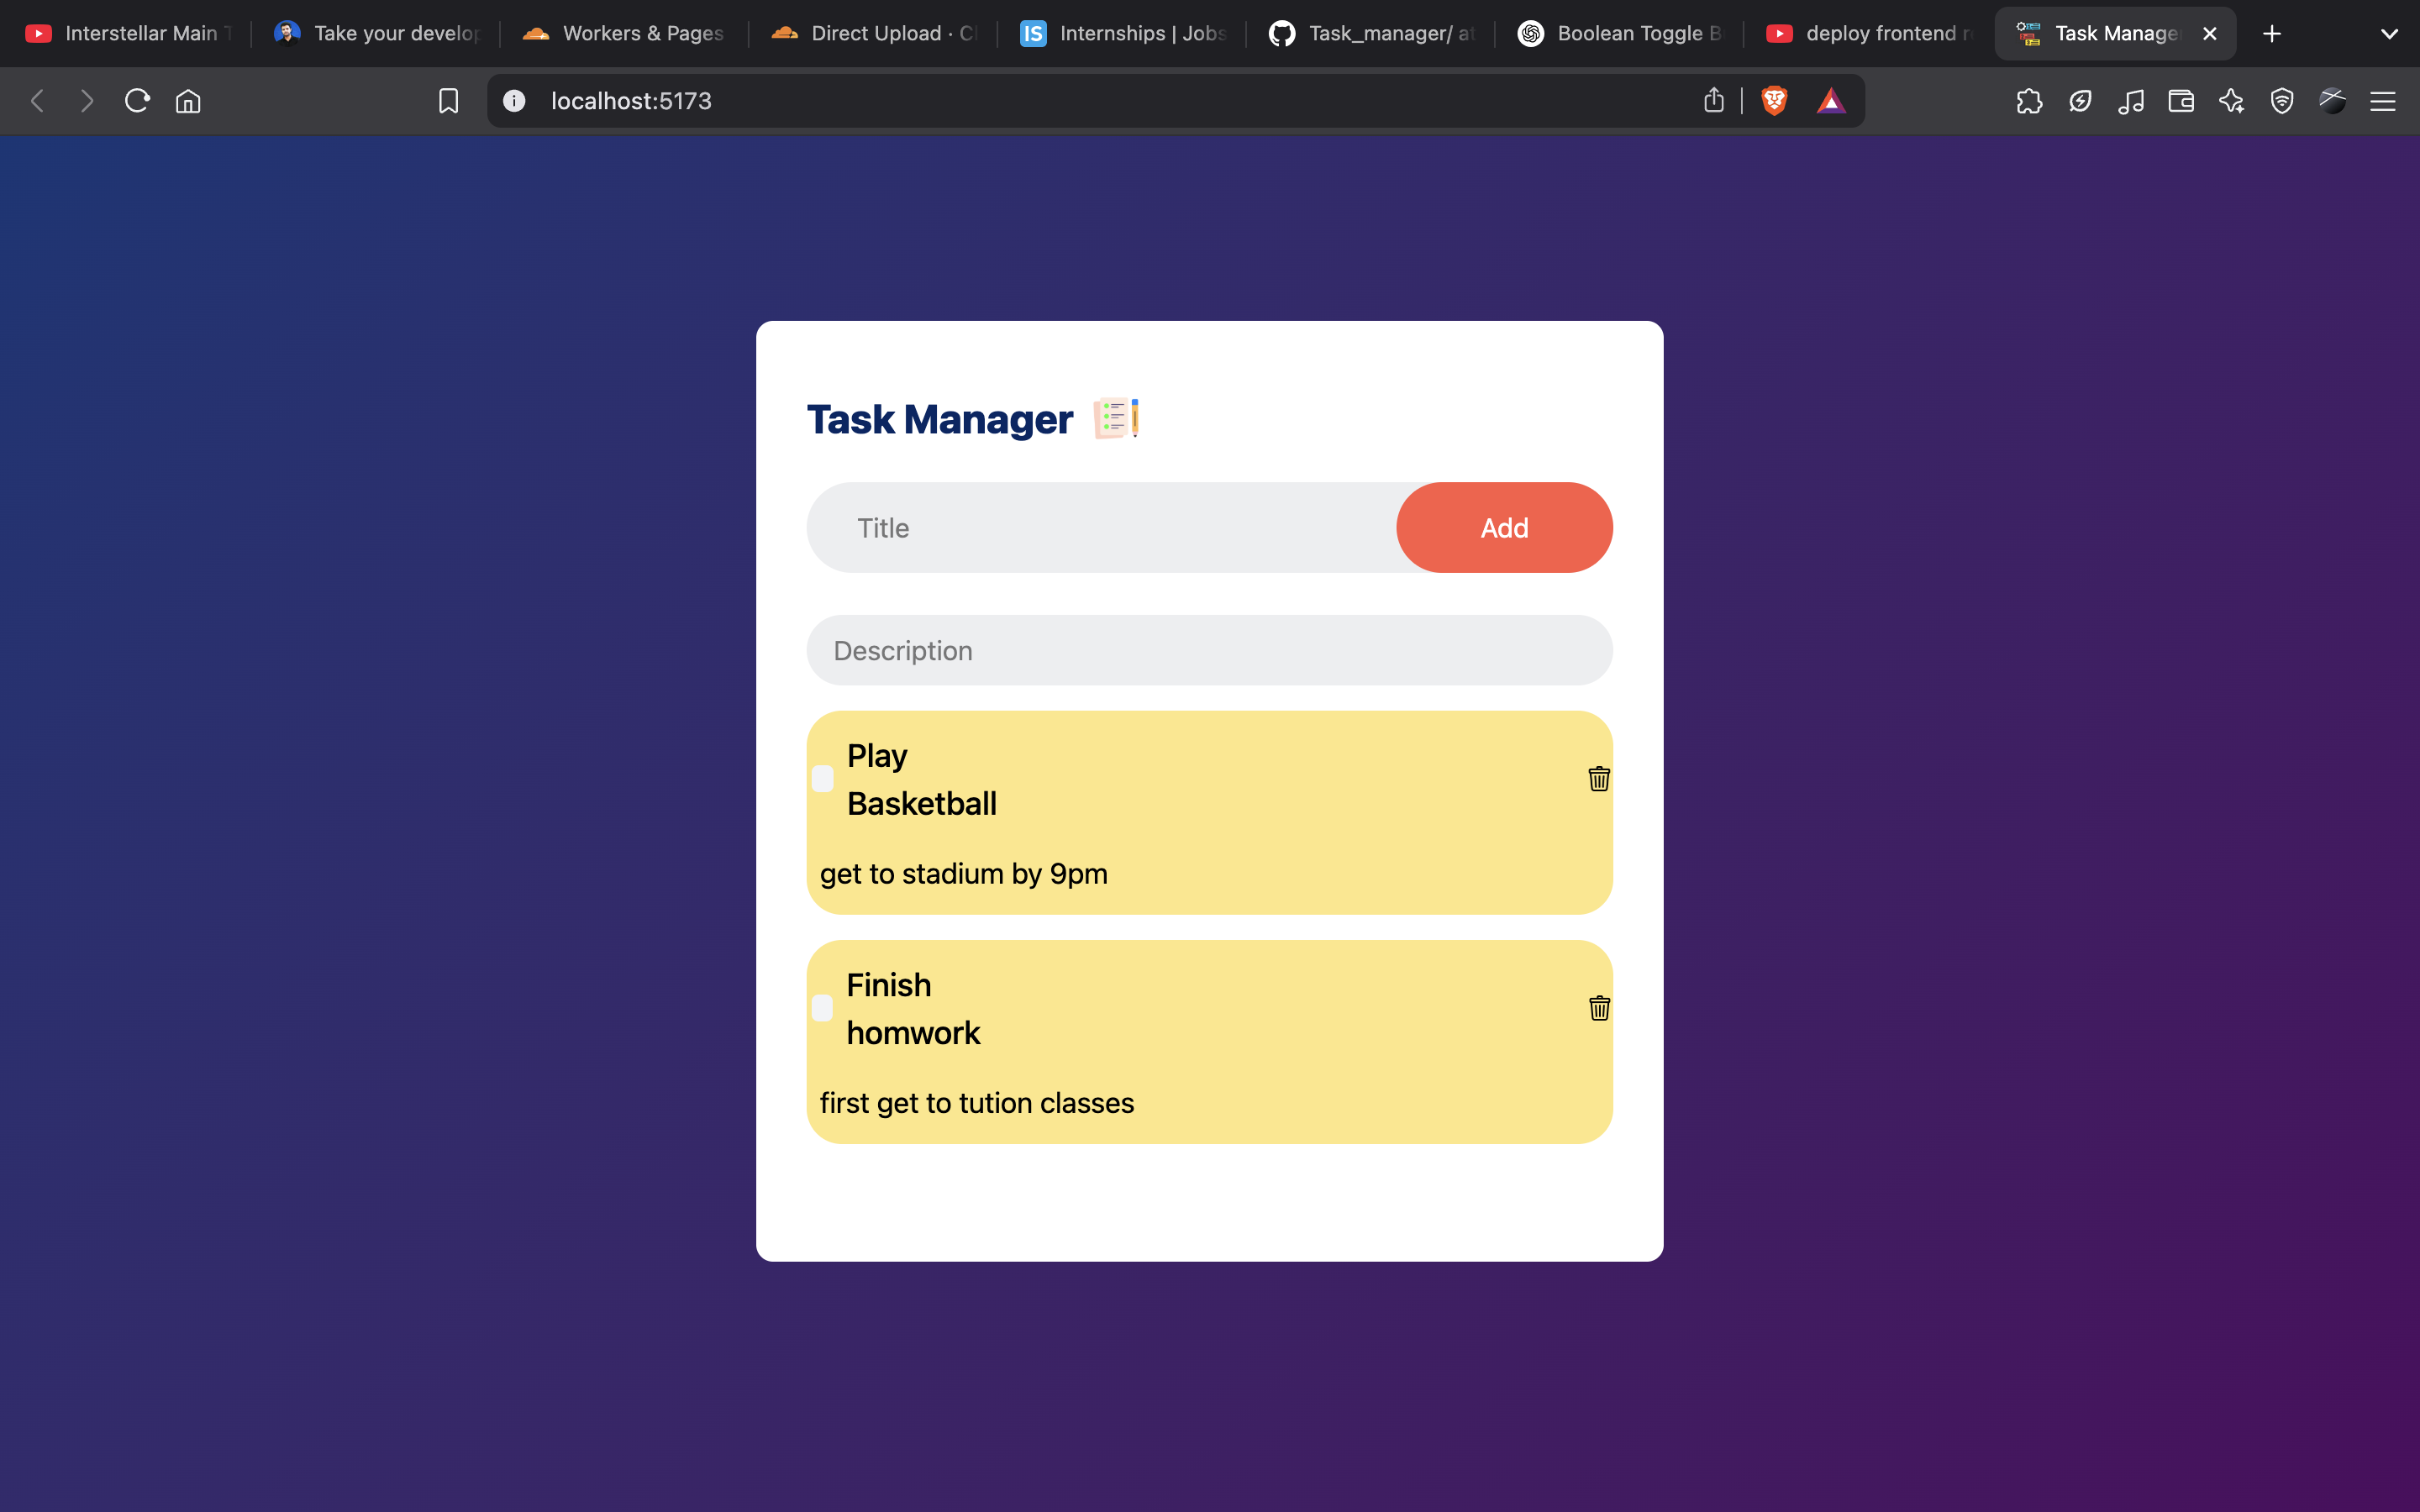 Interstellar Main T
Take your develop
Workers & Pages
Direct Upload · Cl
IS
Internships | Jobs
Task_manager/ at
Boolean Toggle B
deploy frontend r
Task Manage
localhost:5173
Task Manager
Title
Add
Description
Play
Basketball
get to stadium by 9pm
Finish
homwork
first get to tution classes